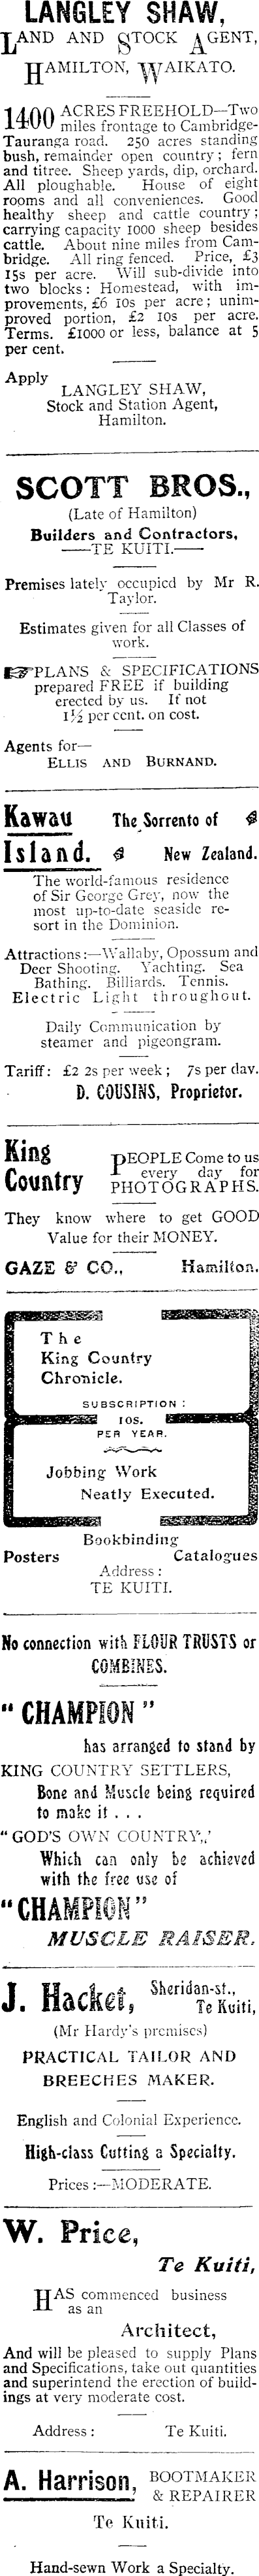 LANGLEY SHAW,
LAND AND STOCK AGENT,
HAMILTON, WAIKATO.
1400 ACRES FREEHOLD—Two
miles frontage to Cambridge-
Tauranga road. 250 acres standing
bush, remainder open country; fern
and titree. Sheep yards, dip, orchard.
All ploughable. House of eight
rooms and all conveniences. Good
healthy sheep and cattle country;
carrying capacity 1000 sheep besides
cattle. About nine miles from Cam-
bridge. All ring fenced. Price, £3
15s per acre. Will sub-divide into
two blocks: Homestead, with im-
provements, £6 10s per acre; unim-
proved portion, £2 10s per acre.
Terms. £1000 or less, balance at 5
per cent.
Apply
LANGLEY SHAW,
Stock and Station Agent,
Hamilton.
SCOTT BROS.,
(Late of Hamilton)
Builders and Contractors,
—TE KUITI.—
Premises lately occupied by Mr R.
Taylor.
Estimates given for all Classes of
work.
☞PLANS & SPECIFICATIONS
prepared FREE if building
erected by us. If not
1½ per cent. on cost.
Agents for—
ELLIS AND BURNAND.
Kawau The Sorrento of
Island. New Zealand.
The world-famous residence
of Sir George Grey, now the
most up-to-date seaside re-
sort in the Dominion.
Attractions:—Wallaby, Opossum and
Deer Shooting. Yachting. Sea
Bathing. Billiards. Tennis.
Electric Light throughout.
Daily Communication by
steamer and pigeongram.
Tariff: £2 2s per week; 7s per day.
D. COUSINS, Proprietor.
King Country
PEOPLE Come to us
every day for
PHOTOGRAPHS.
They know where to get GOOD
Value for their MONEY.
GAZE & CO., Hamilton.
The
King Country
Chronicle.
SUBSCRIPTION:
10s.
PER YEAR.
Jobbing Work
Neatly Executed.
Bookbinding
Posters Catalogues
Address:
TE KUITI.
No connection with FLOUR TRUSTS or
COMBINES.
"CHAMPION"
has arranged to stand by
KING COUNTRY SETTLERS,
Bone and Muscle being required
to make it . . .
"GOD'S OWN COUNTRY,'
Which can only be achieved
with the free use of
"CHAMPION"
MUSCLE RAISER.
J. Hacket, Sheridan-st.,
Te Kuiti,
(Mr Hardy's premises)
PRACTICAL TAILOR AND
BREECHES MAKER.
English and Colonial Experience.
High-class Cutting a Specialty.
Prices:—MODERATE.
W. Price,
Te Kuiti,
HAS commenced business
as an
Architect,
And will be pleased to supply Plans
and Specifications, take out quantities
and superintend the erection of build-
ings at very moderate cost.
Address: Te Kuiti.
A. Harrison, BOOTMAKER
& REPAIRER
Te Kuiti.
Hand-sewn Work a Specialty.